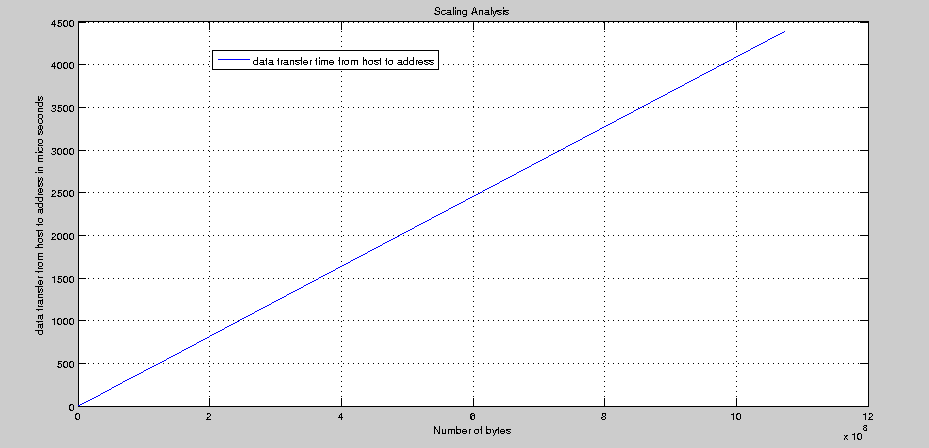 Scaling Analysis
data transfer time from host to address
data transfer from host to address in micro seconds
4500
4000
3500
3000
2500
2000
1500
1000
500
0
0 2 4 6 8 10 12
x 10^8
Number of bytes